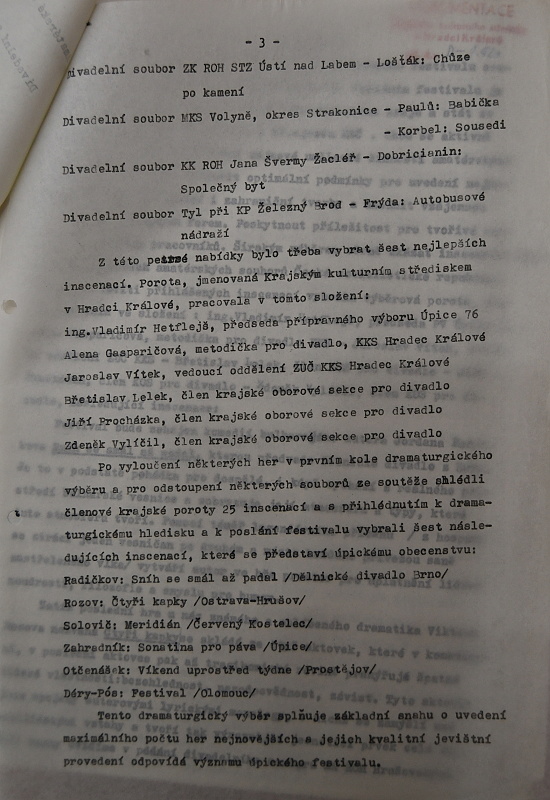 - 3 -
Divadelní soubor ZK ROH STZ Ústí nad Labem - Lošťák: Chůze
po kamení
Divadelní soubor MKS Volyně, okres Strakonice - Paulů: Babička
- Korbel: Sousedi
Divadelní soubor KK ROH Jana Švermy Žacléř - Dobricianin:
Společný byt
Divadelní soubor Tyl při KP Železný Brod - Frýda: Autobusové
nádraží
Z této pestré nabídky bylo třeba vybrat šest nejlepších
inscenací. Porota, jmenovaná Krajským kulturním střediskem
v Hradci Králové, pracovala v tomto složení:
ing.Vladimír Hetflejš, předseda přípravného výboru Úpice 76
Alena Gasparičová, metodička pro divadlo, KKS Hradec Králové
Jaroslav Vítek, vedoucí oddělení ZUČ KKS Hradec Králové
Břetislav Lelek, člen krajské oborové sekce pro divadlo
Jiří Procházka, člen krajské oborové sekce pro divadlo
Zdeněk Vylíčil, člen krajské oborové sekce pro divadlo
Po vyloučení některých her v prvním kole dramaturgického
výběru a pro odstoupení některých souborů ze soutěže shlédli
členové krajské poroty 25 inscenací a s přihlédnutím k drama-
turgickému hledisku a k poslání festivalu vybrali šest násle-
dujících inscenací, které se představí úpickému obecenstvu:
Radičkov: Sníh se smál až padal /Dělnické divadlo Brno/
Rozov: Čtyři kapky /Ostrava-Hrušov/
Solovič: Meridián /Červený Kostelec/
Zahradník: Sonatina pro páva /Úpice/
Otčenášek: Víkend uprostřed týdne /Prostějov/
Déry-Pós: Festival /Olomouc/
Tento dramaturgický výběr splňuje základní snahu o uvedení
maximálního počtu her nejnovějších a jejich kvalitní jevištní
provedení odpovídá významu úpického festivalu.